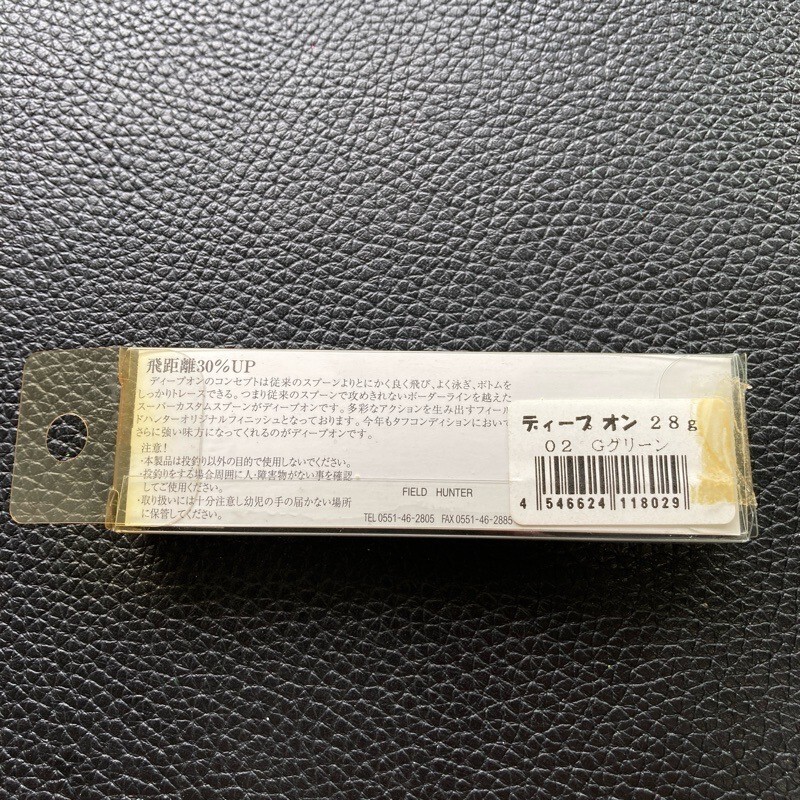 飛距離30%UP
ディープオンのコンセプトは従来のスプーンよりとにかく良く飛び、よく泳ぎ、ボトムを
しっかりトレースできる。つまり従来のスプーンで攻めきれないボーダーラインを越えた
スーパーカスタムスプーンがディープオンです。多彩なアクションを生み出すフィール
ドハンターオリジナルフィニッシュとなっております。今年もタフコンディションにおいて
さらに強い味方になってくれるのがディープオンです。
注意!
・本製品は投釣り以外の目的で使用しないでください。
・投釣りをする場合周囲に人・障害物がない事を確認
してご使用ください。
・取り扱いには十分注意し幼児の手の届かない場所
に保管してください。
FIELD HUNTER
TEL 0551-46-2805 FAX 0551-46-2885
ディープオン 28g
02 Gグリーン
4 546624 118029